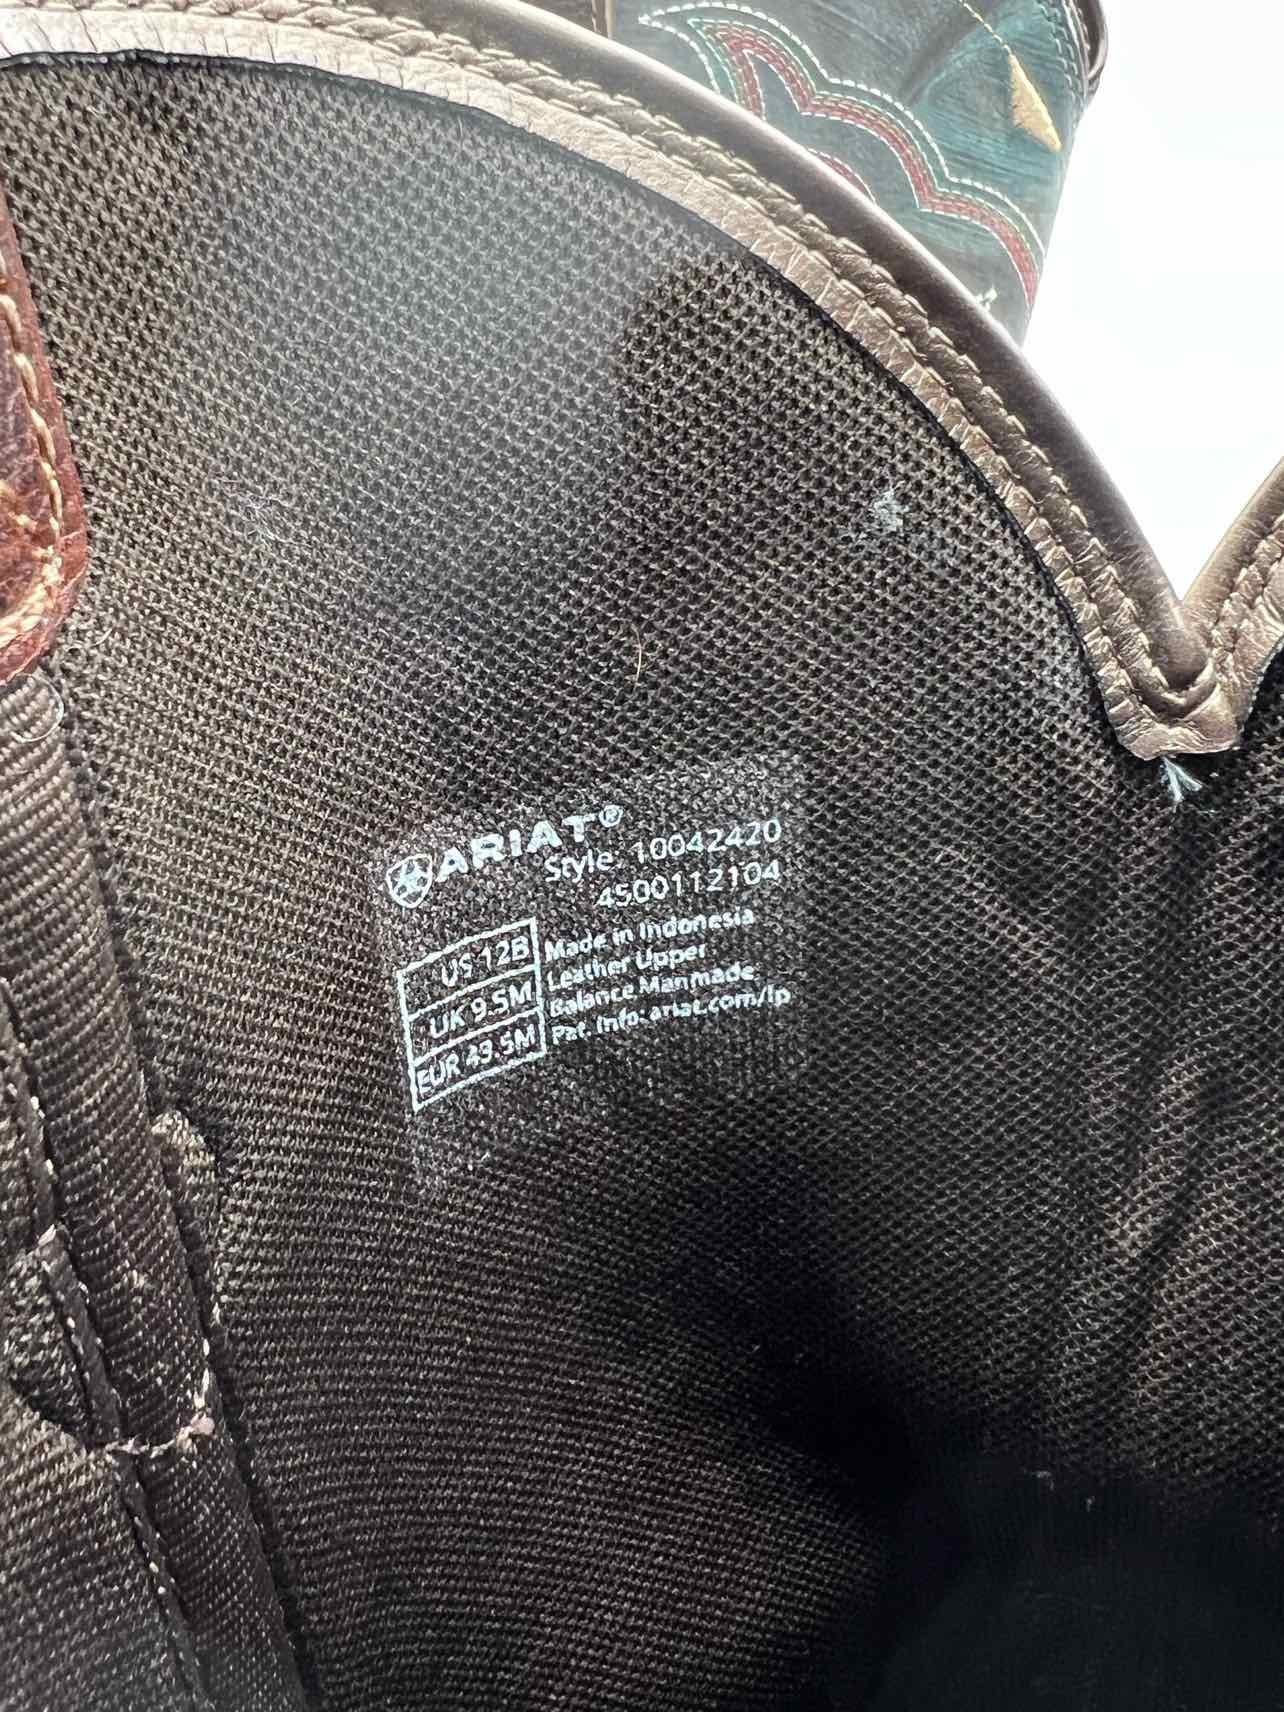 ARIAT®
Style: 10042420
4500112104
US 12B
UK 9.5M
EUR 43.5M
Made in Indonesia
Leather Upper
Balance Manmade
Pat. Info: ariat.com/ip